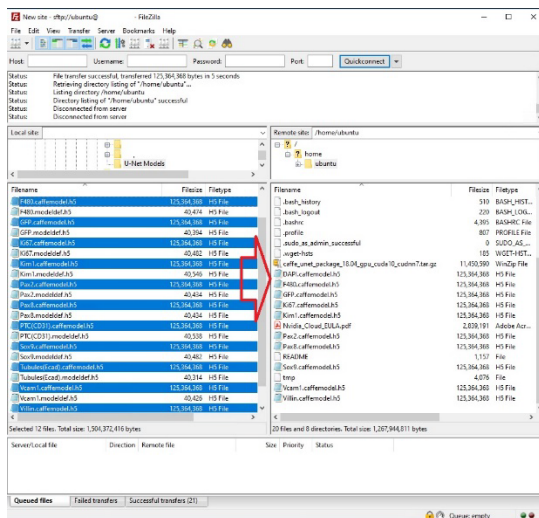 New site - sftp://ubuntu@ - FileZilla
File Edit View Transfer Server Bookmarks Help
Host: Username: Password: Port: Quickconnect
Status: File transfer successful, transferred 125,364,368 bytes in 5 seconds
Status: Retrieving directory listing of "/home/ubuntu"...
Status: Listing directory /home/ubuntu
Status: Directory listing of "/home/ubuntu" successful
Status: Disconnected from server
Status: Disconnected from server
Local site:
U-Net Models
Remote site: /home/ubuntu
/
home
ubuntu
Filename Filesize Filetype
F480.caffemodel.h5 125,364,368 H5 File
F480.modeldef.h5 40,474 H5 File
GFP.caffemodel.h5 125,364,368 H5 File
GFP.modeldef.h5 40,394 H5 File
Ki67.caffemodel.h5 125,364,368 H5 File
Ki67.modeldef.h5 40,482 H5 File
Kim1.caffemodel.h5 125,364,368 H5 File
Kim1.modeldef.h5 40,546 H5 File
Pax2.caffemodel.h5 125,364,368 H5 File
Pax2.modeldef.h5 40,434 H5 File
Pax8.caffemodel.h5 125,364,368 H5 File
Pax8.modeldef.h5 40,434 H5 File
PTC(CD31).caffemodel.h5 125,364,368 H5 File
PTC(CD31).modeldef.h5 40,538 H5 File
Sox9.caffemodel.h5 125,364,368 H5 File
Sox9.modeldef.h5 40,482 H5 File
Tubules(Ecad).caffemodel.h5 125,364,368 H5 File
Tubules(Ecad).modeldef.h5 40,314 H5 File
Vcam1.caffemodel.h5 125,364,368 H5 File
Vcam1.modeldef.h5 40,426 H5 File
Villin.caffemodel.h5 125,364,368 H5 File
Selected 12 files. Total size: 1,504,372,416 bytes
Filename Filesize Filetype
.bash_history 510 BASH_HIST...
.bash_logout 220 BASH_LOG...
.bashrc 4,395 BASHRC File
.profile 807 PROFILE File
.sudo_as_admin_successful 0 SUDO_AS_...
.wget-hsts 185 WGET-HST...
caffe_unet_package_18.04_gpu_cuda10_cudnn7.tar.gz 11,450,590 WinZip File
DAPI.caffemodel.h5 125,364,368 H5 File
F480.caffemodel.h5 125,364,368 H5 File
GFP.caffemodel.h5 125,364,368 H5 File
Ki67.caffemodel.h5 125,364,368 H5 File
Kim1.caffemodel.h5 125,364,368 H5 File
Nvidia_Cloud_EULA.pdf 2,039,191 Adobe Acr...
Pax2.caffemodel.h5 125,364,368 H5 File
Pax8.caffemodel.h5 125,364,368 H5 File
README 1,157 File
Sox9.caffemodel.h5 125,364,368 H5 File
tmp 4,076 File
Vcam1.caffemodel.h5 125,364,368 H5 File
Villin.caffemodel.h5 125,364,368 H5 File
20 files and 8 directories. Total size: 1,267,944,811 bytes
Server/Local file Direction Remote file Size Priority Status
Queued files Failed transfers Successful transfers (21)
Queue: empty